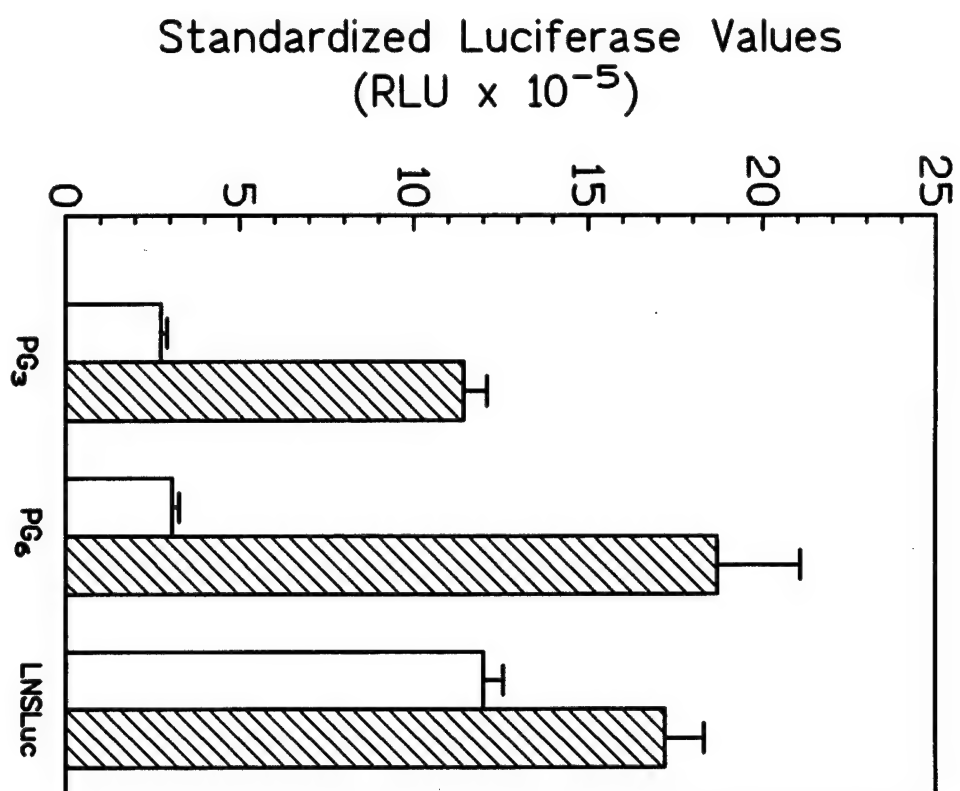 Standardized Luciferase Values
(RLU x 10⁻⁵)
0
5
10
15
20
25
PG₃
PG₆
LNSLuc